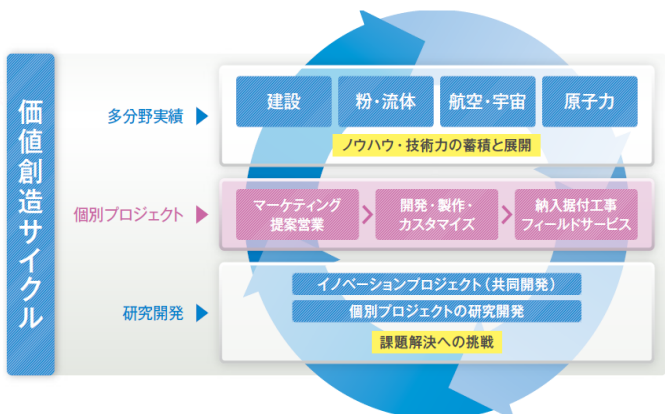 価値創造サイクル
多分野実績
建設
粉・流体
航空・宇宙
原子力
ノウハウ・技術力の蓄積と展開
個別プロジェクト
マーケティング
提案営業
開発・製作・
カスタマイズ
納入据付工事
フィールドサービス
研究開発
イノベーションプロジェクト(共同開発)
個別プロジェクトの研究開発
課題解決への挑戦